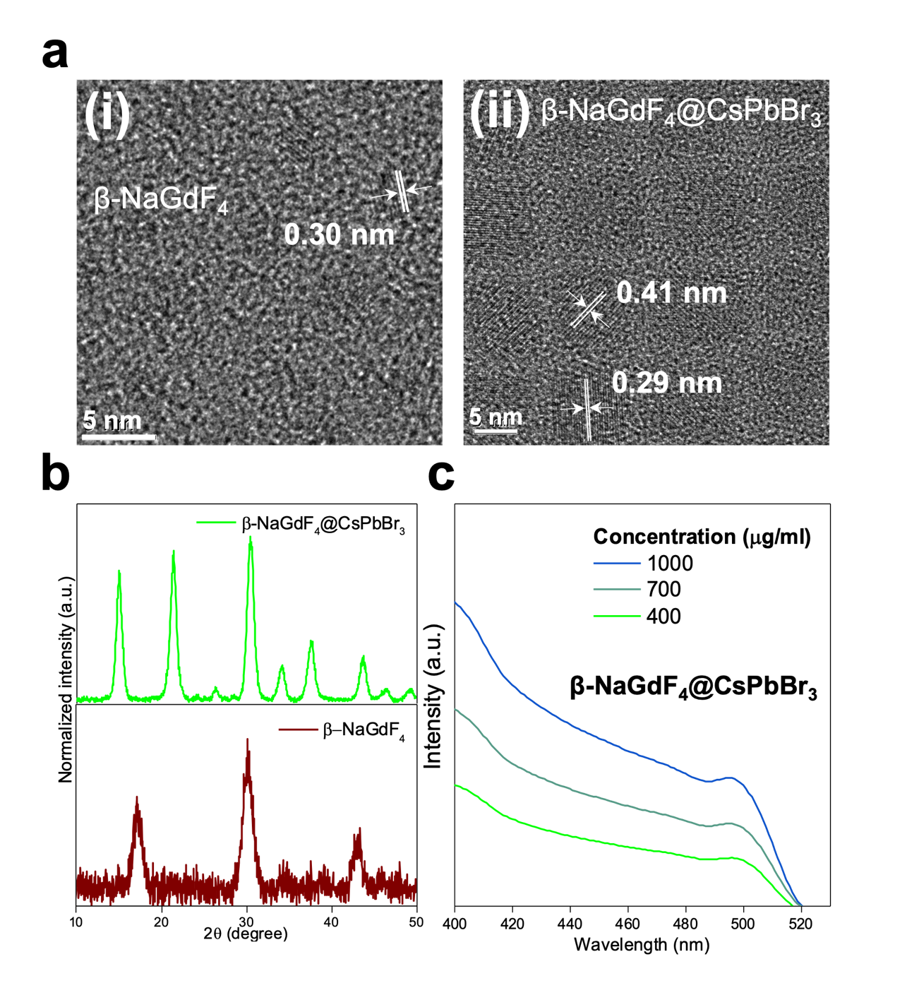 a
(i)
β-NaGdF₄
0.30 nm
5 nm
(ii) β-NaGdF₄@CsPbBr₃
0.41 nm
0.29 nm
5 nm
b
β-NaGdF₄@CsPbBr₃
β–NaGdF₄
Normalized intensity (a.u.)
10 20 30 40 50
2θ (degree)
c
Concentration (μg/ml)
1000
700
400
β-NaGdF₄@CsPbBr₃
Intensity (a.u.)
400 420 440 460 480 500 520
Wavelength (nm)